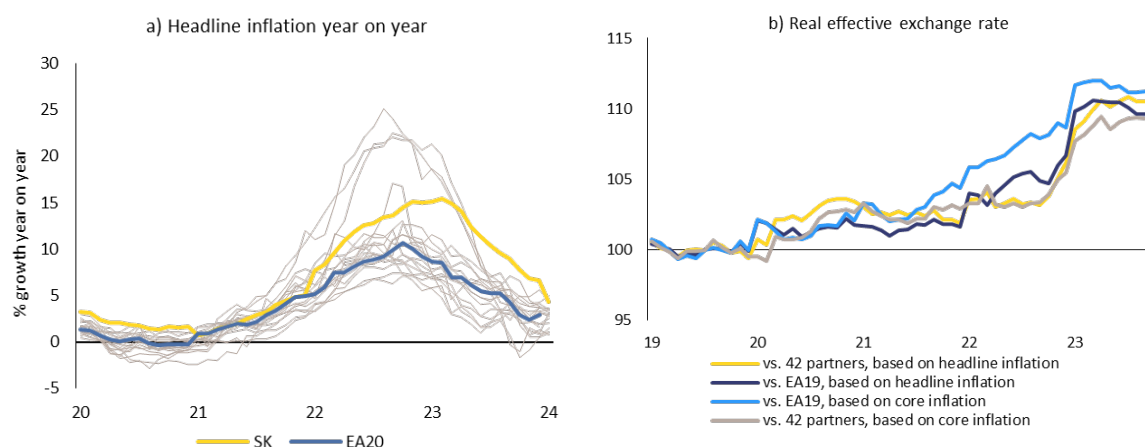 a) Headline inflation year on year
% growth year on year
30
25
20
15
10
5
0
-5
20 21 22 23 24
SK EA20
b) Real effective exchange rate
115
110
105
100
95
19 20 21 22 23
vs. 42 partners, based on headline inflation
vs. EA19, based on headline inflation
vs. EA19, based on core inflation
vs. 42 partners, based on core inflation